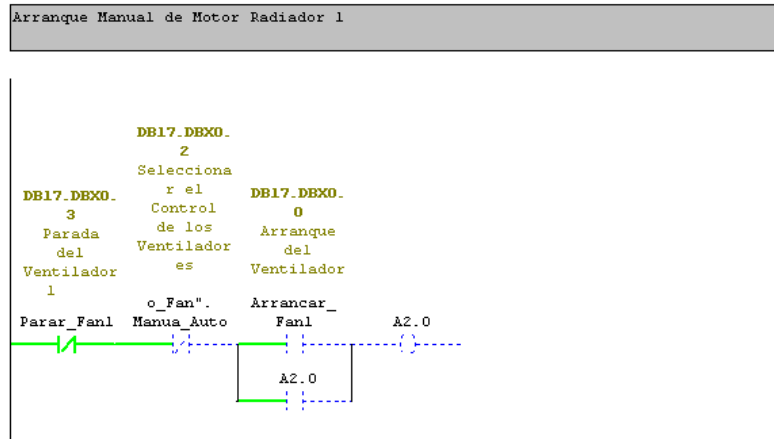 Arranque Manual de Motor Radiador 1
DB17.DBX0.
3
Parada
del
Ventilador
1
Parar_Fan1
DB17.DBX0.
2
Selecciona
r el
Control
de los
Ventilador
es
o_Fan".
Manua_Auto
DB17.DBX0.
0
Arranque
del
Ventilador
Arrancar_
Fan1
A2.0
A2.0